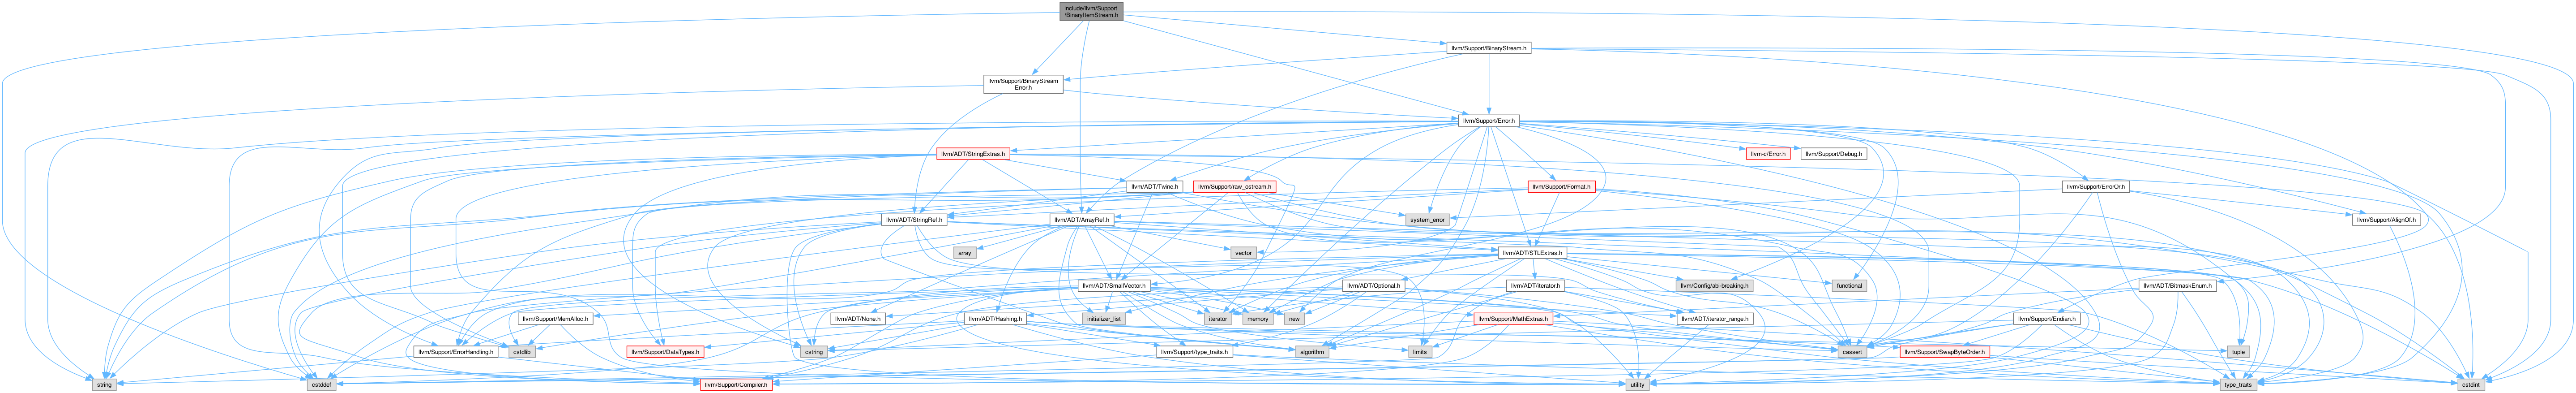 include/llvm/Support
/BinaryItemStream.h
llvm/Support/BinaryStream.h
llvm/Support/BinaryStream
Error.h
llvm/Support/Error.h
llvm/ADT/StringExtras.h
llvm-c/Error.h
llvm/Support/Debug.h
llvm/ADT/Twine.h
llvm/Support/raw_ostream.h
llvm/Support/Format.h
llvm/Support/ErrorOr.h
llvm/ADT/StringRef.h
llvm/ADT/ArrayRef.h
system_error
llvm/Support/AlignOf.h
array
vector
llvm/ADT/STLExtras.h
llvm/ADT/SmallVector.h
llvm/ADT/Optional.h
llvm/ADT/iterator.h
llvm/Config/abi-breaking.h
functional
llvm/ADT/BitmaskEnum.h
llvm/Support/MemAlloc.h
llvm/ADT/None.h
llvm/ADT/Hashing.h
initializer_list
iterator
memory
new
llvm/Support/MathExtras.h
llvm/ADT/iterator_range.h
llvm/Support/Endian.h
llvm/Support/ErrorHandling.h
cstdlib
llvm/Support/DataTypes.h
cstring
llvm/Support/type_traits.h
algorithm
limits
cassert
llvm/Support/SwapByteOrder.h
tuple
string
cstddef
llvm/Support/Compiler.h
utility
type_traits
cstdint